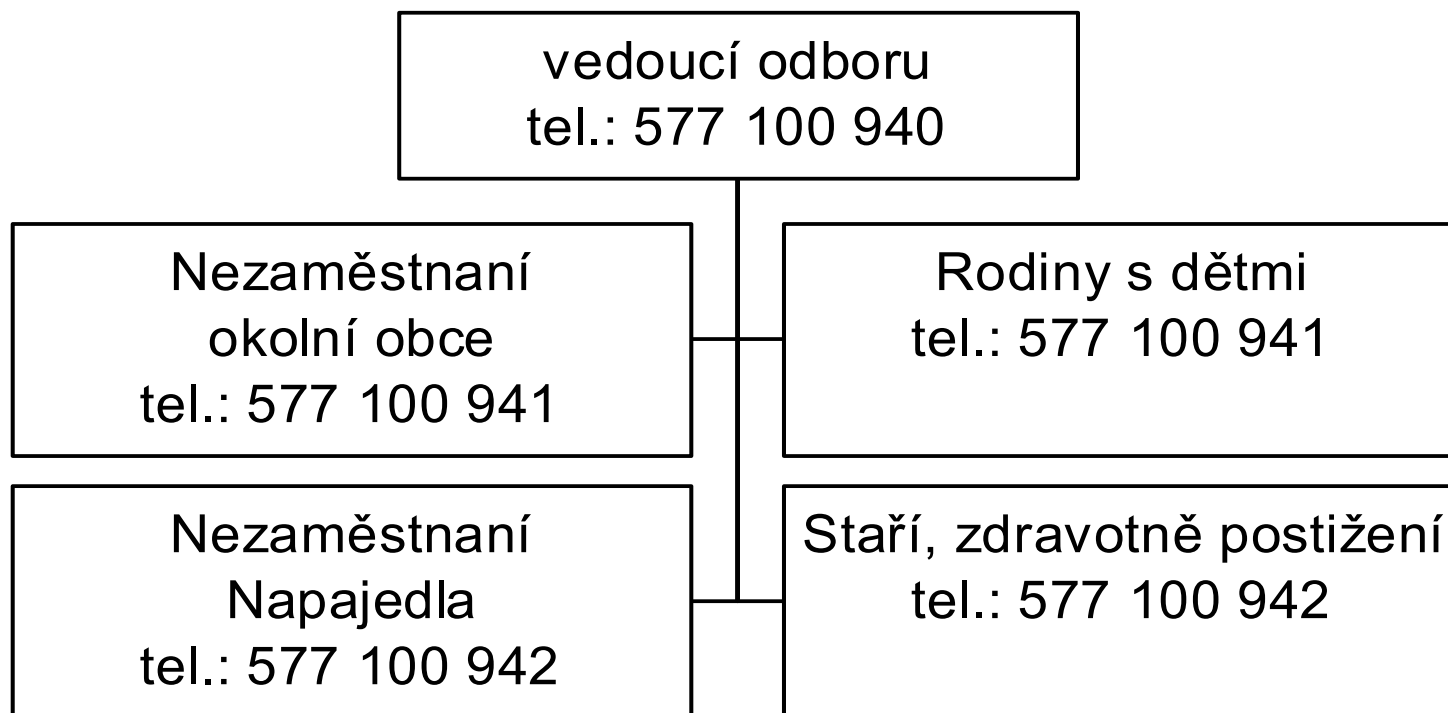 vedoucí odboru
tel.: 577 100 940
Nezaměstnaní
okolní obce
tel.: 577 100 941
Rodiny s dětmi
tel.: 577 100 941
Nezaměstnaní
Napajedla
tel.: 577 100 942
Staří, zdravotně postižení
tel.: 577 100 942